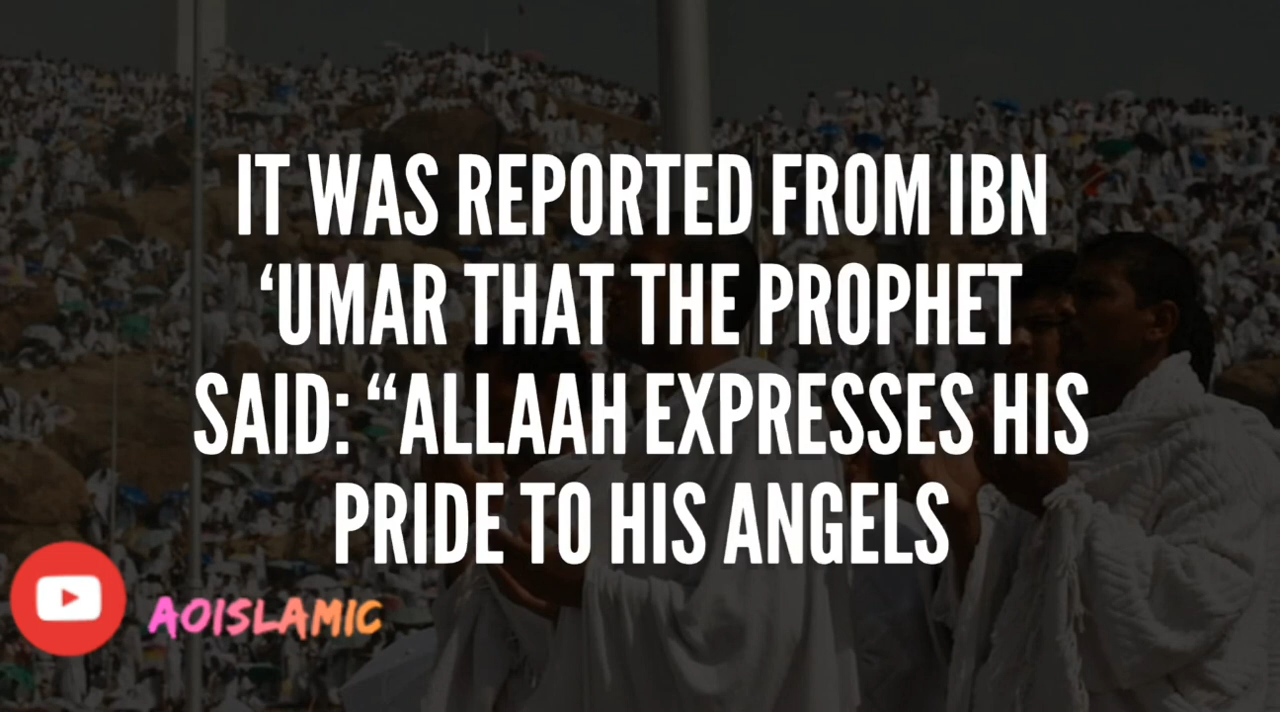 IT WAS REPORTED FROM IBN
‘UMAR THAT THE PROPHET
SAID: “ALLAAH EXPRESSES HIS
PRIDE TO HIS ANGELS
AOISLAMIC